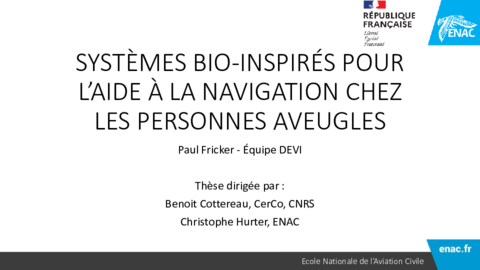 RÉPUBLIQUE
FRANÇAISE
Liberté
Égalité
Fraternité
ENAC
SYSTÈMES BIO-INSPIRÉS POUR
L’AIDE À LA NAVIGATION CHEZ
LES PERSONNES AVEUGLES
Paul Fricker - Équipe DEVI
Thèse dirigée par :
Benoit Cottereau, CerCo, CNRS
Christophe Hurter, ENAC
enac.fr
Ecole Nationale de l’Aviation Civile